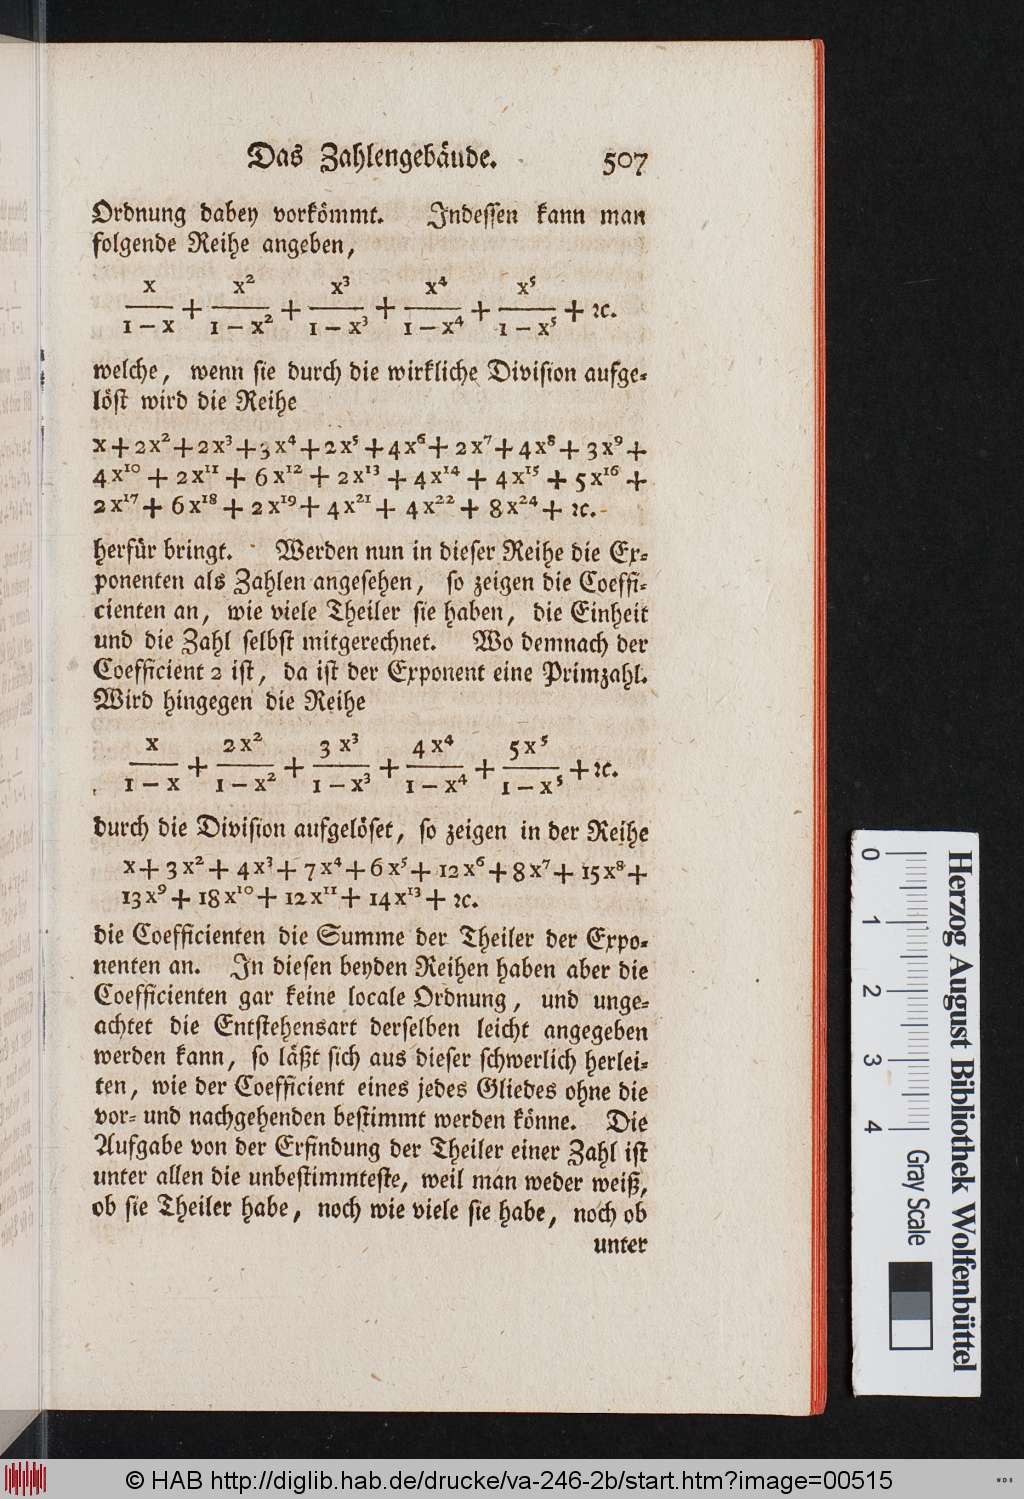 Das Zahlengebäude. 507
Ordnung dabey vorkömmt. Indessen kann man
folgende Reihe angeben,
x/(1 − x) + x²/(1 − x²) + x³/(1 − x³) + x⁴/(1 − x⁴) + x⁵/(1 − x⁵) + ꝛc.
welche, wenn sie durch die wirkliche Division aufge-
löst wird die Reihe
x + 2x² + 2x³ + 3x⁴ + 2x⁵ + 4x⁶ + 2x⁷ + 4x⁸ + 3x⁹ +
4x¹⁰ + 2x¹¹ + 6x¹² + 2x¹³ + 4x¹⁴ + 4x¹⁵ + 5x¹⁶ +
2x¹⁷ + 6x¹⁸ + 2x¹⁹ + 4x²¹ + 4x²² + 8x²⁴ + ꝛc.
herfür bringt. Werden nun in dieser Reihe die Ex-
ponenten als Zahlen angesehen, so zeigen die Coeffi-
cienten an, wie viele Theiler sie haben, die Einheit
und die Zahl selbst mitgerechnet. Wo demnach der
Coefficient 2 ist, da ist der Exponent eine Primzahl.
Wird hingegen die Reihe
x/(1 − x) + 2x²/(1 − x²) + 3x³/(1 − x³) + 4x⁴/(1 − x⁴) + 5x⁵/(1 − x⁵) + ꝛc.
durch die Division aufgelöset, so zeigen in der Reihe
x + 3x² + 4x³ + 7x⁴ + 6x⁵ + 12x⁶ + 8x⁷ + 15x⁸ +
13x⁹ + 18x¹⁰ + 12x¹¹ + 14x¹³ + ꝛc.
die Coefficienten die Summe der Theiler der Expo-
nenten an. In diesen beyden Reihen haben aber die
Coefficienten gar keine locale Ordnung, und unge-
achtet die Entstehensart derselben leicht angegeben
werden kann, so läßt sich aus dieser schwerlich herlei-
ten, wie der Coefficient eines jedes Gliedes ohne die
vor- und nachgehenden bestimmt werden könne. Die
Aufgabe von der Erfindung der Theiler einer Zahl ist
unter allen die unbestimmteste, weil man weder weiß,
ob sie Theiler habe, noch wie viele sie habe, noch ob
unter
0 1 2 3 4 Gray Scale
Herzog August Bibliothek Wolfenbüttel
© HAB http://diglib.hab.de/drucke/va-246-2b/start.htm?image=00515